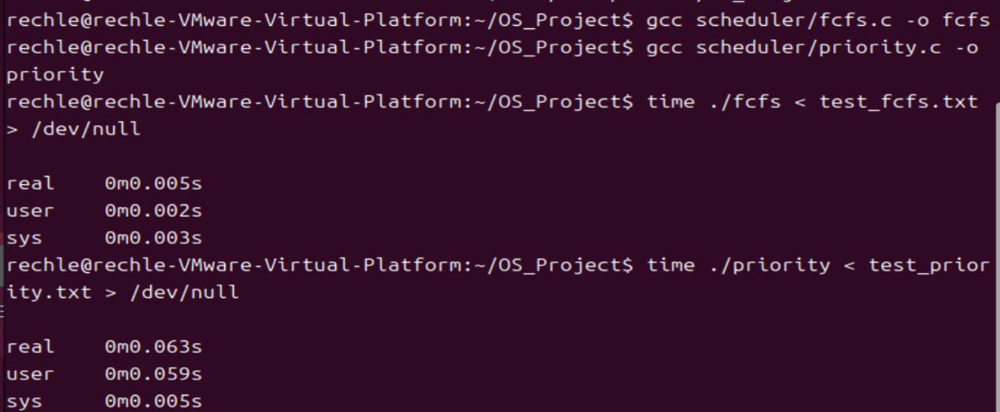 rechle@rechle-VMware-Virtual-Platform:~/OS_Project$ gcc scheduler/fcfs.c -o fcfs
rechle@rechle-VMware-Virtual-Platform:~/OS_Project$ gcc scheduler/priority.c -o
priority
rechle@rechle-VMware-Virtual-Platform:~/OS_Project$ time ./fcfs < test_fcfs.txt
> /dev/null
real    0m0.005s
user    0m0.002s
sys     0m0.003s
rechle@rechle-VMware-Virtual-Platform:~/OS_Project$ time ./priority < test_prior
ity.txt > /dev/null
real    0m0.063s
user    0m0.059s
sys     0m0.005s